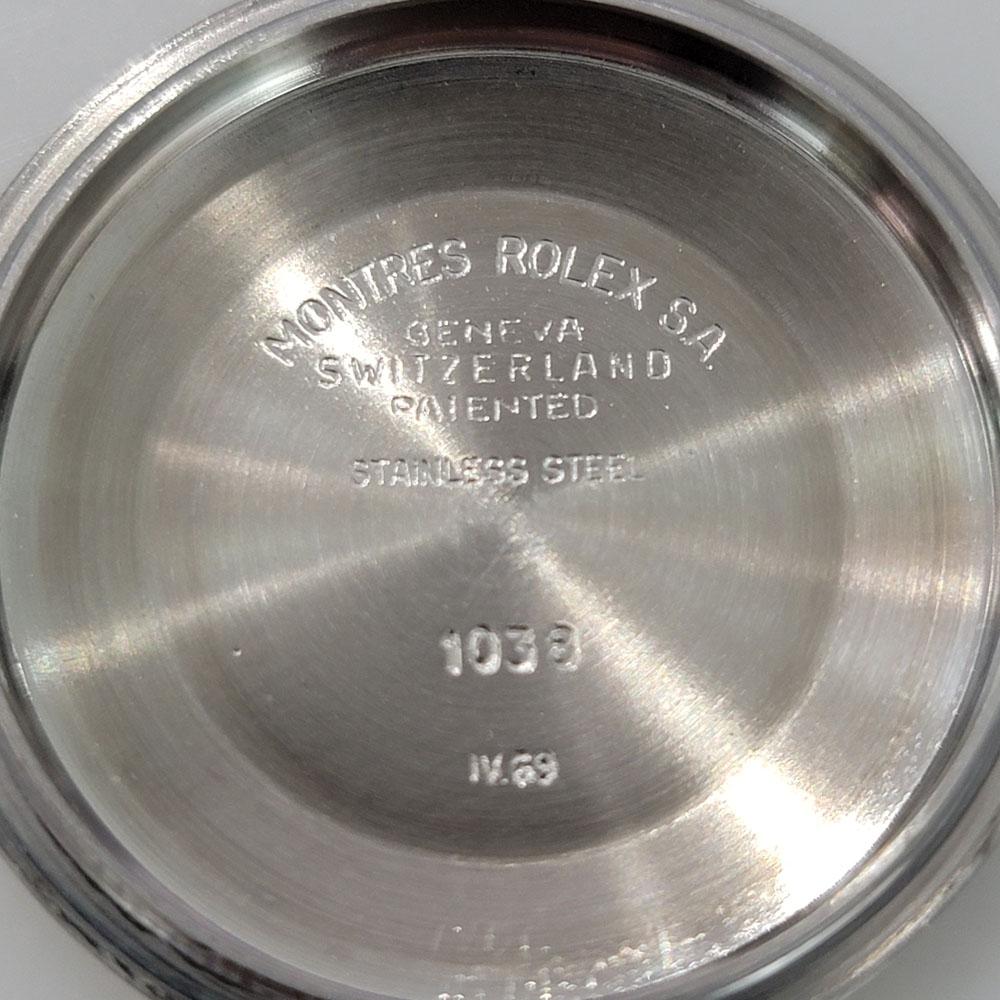 MONTRES ROLEX S.A.
GENEVA
SWITZERLAND
PATENTED
STAINLESS STEEL
1038
IV.69